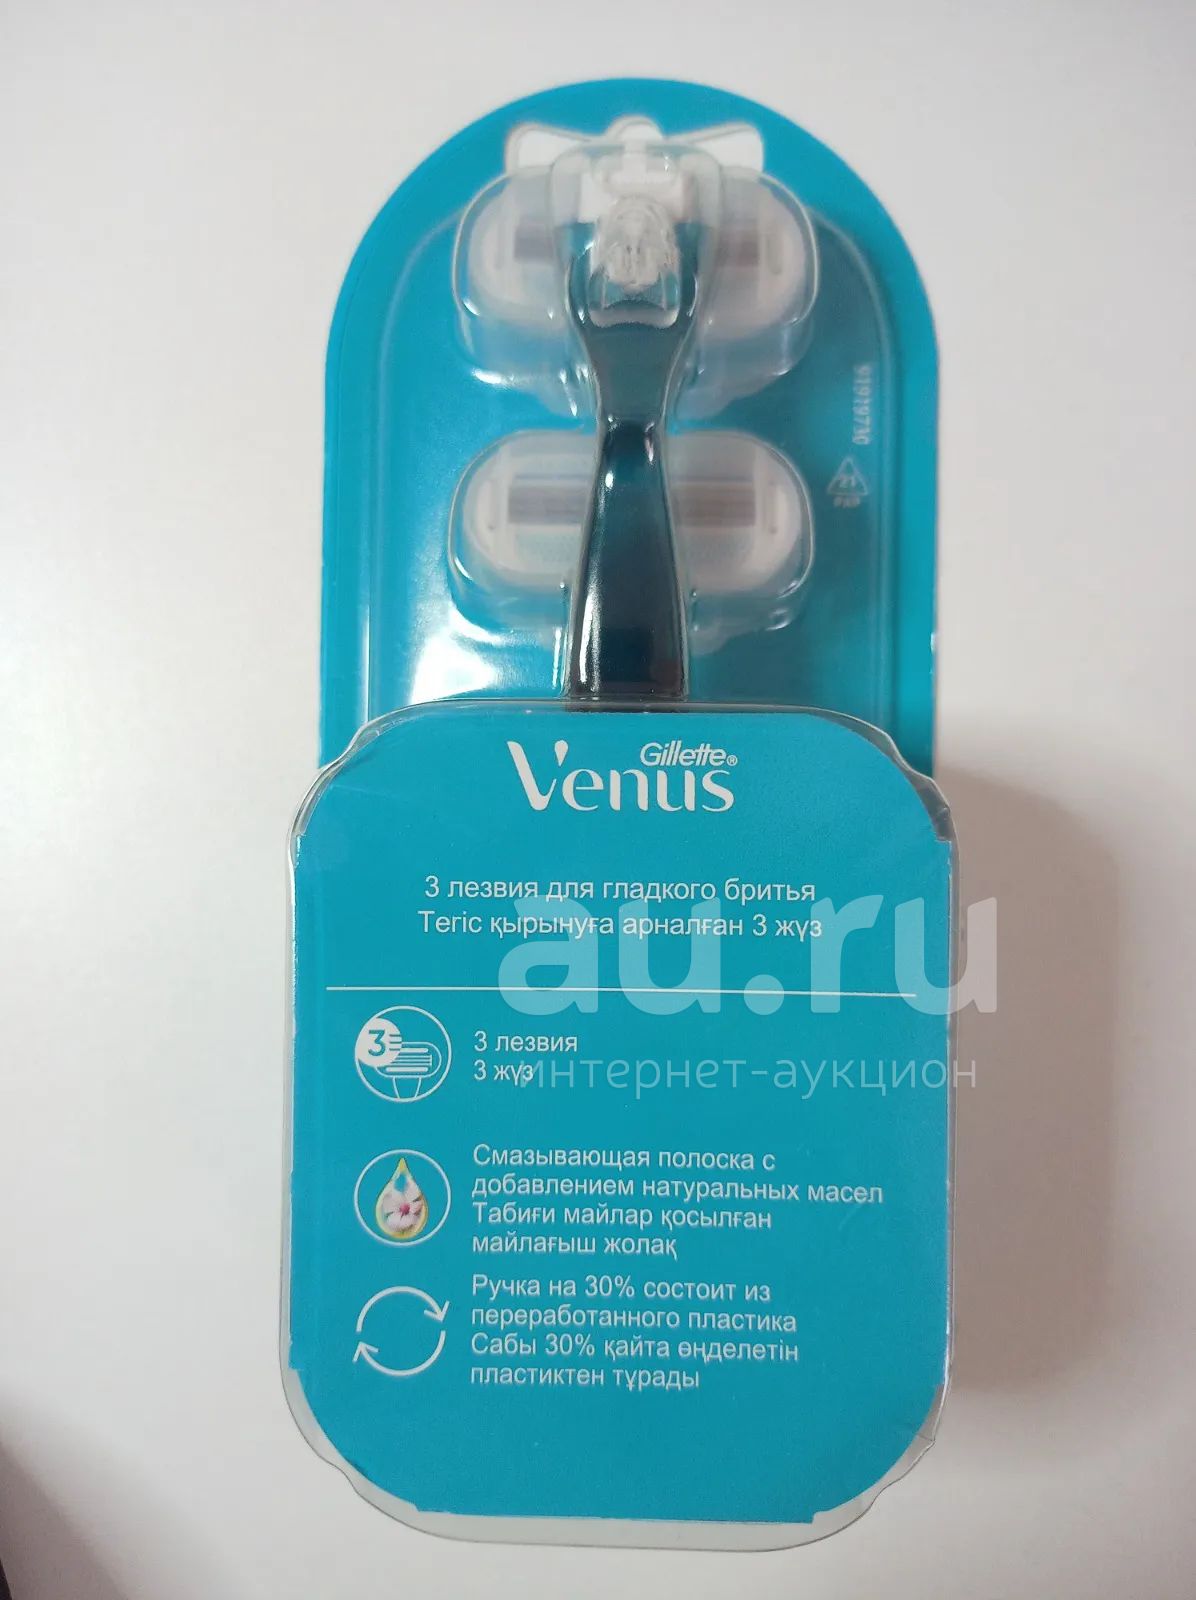 91919730
21
Gillette®
Venus
3 лезвия для гладкого бритья
Тегіс қырынуға арналған 3 жүз
au.ru
3
3 лезвия
3 жүз
интернет-аукцион
Смазывающая полоска с
добавлением натуральных масел
Табиғи майлар қосылған
майлағыш жолақ
Ручка на 30% состоит из
переработанного пластика
Сабы 30% қайта өңделетін
пластиктен тұрады